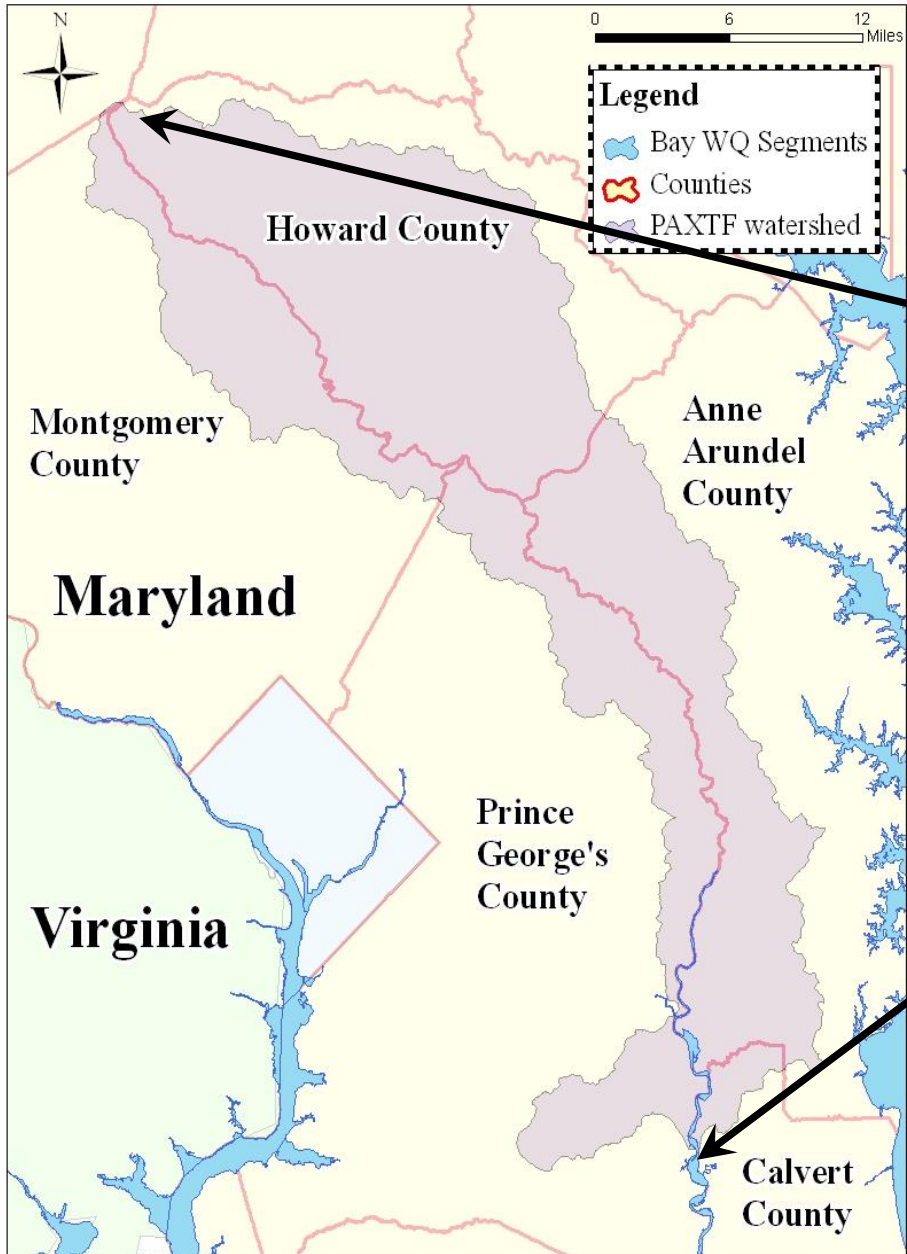 N
0 6 12
Miles
Legend
Bay WQ Segments
Counties
PAXTF watershed
Howard County
Montgomery
County
Anne
Arundel
County
Maryland
Prince
George's
County
Virginia
Calvert
County